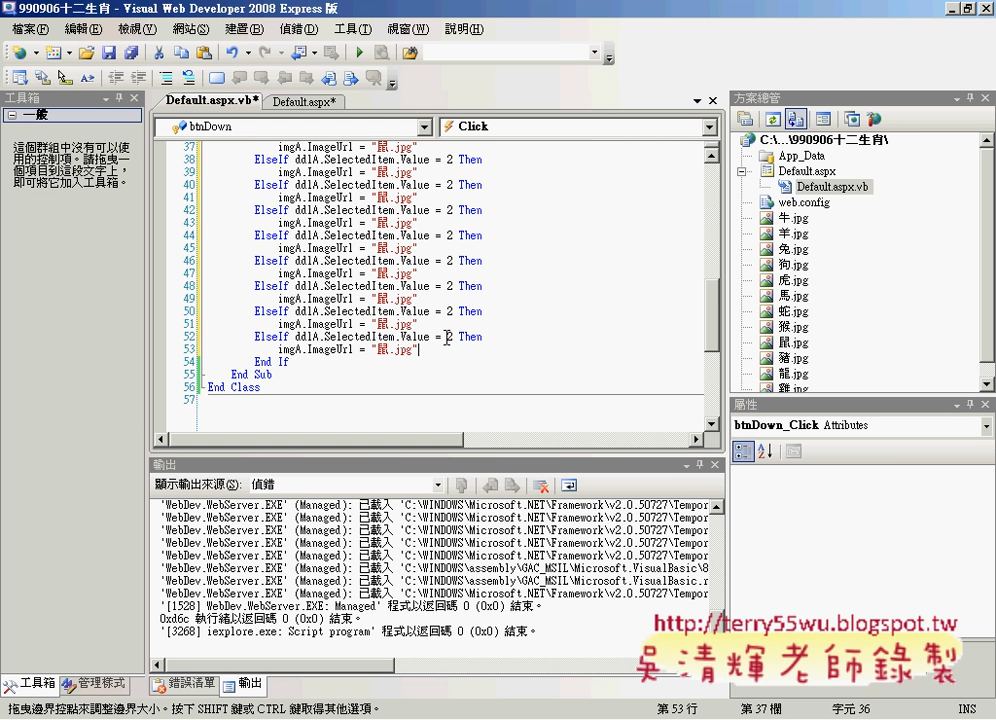 990906十二生肖 - Visual Web Developer 2008 Express 版
檔案(F) 編輯(E) 檢視(V) 網站(S) 建置(B) 偵錯(D) 工具(T) 視窗(W) 說明(H)
工具箱
一般
這個群組中沒有可以使
用的控制項。請拖曳一
個項目到這段文字上，
即可將它加入工具箱。
Default.aspx.vb* Default.aspx*
btnDown Click
37 imgA.ImageUrl = "鼠.jpg"
38 ElseIf ddlA.SelectedItem.Value = 2 Then
39 imgA.ImageUrl = "鼠.jpg"
40 ElseIf ddlA.SelectedItem.Value = 2 Then
41 imgA.ImageUrl = "鼠.jpg"
42 ElseIf ddlA.SelectedItem.Value = 2 Then
43 imgA.ImageUrl = "鼠.jpg"
44 ElseIf ddlA.SelectedItem.Value = 2 Then
45 imgA.ImageUrl = "鼠.jpg"
46 ElseIf ddlA.SelectedItem.Value = 2 Then
47 imgA.ImageUrl = "鼠.jpg"
48 ElseIf ddlA.SelectedItem.Value = 2 Then
49 imgA.ImageUrl = "鼠.jpg"
50 ElseIf ddlA.SelectedItem.Value = 2 Then
51 imgA.ImageUrl = "鼠.jpg"
52 ElseIf ddlA.SelectedItem.Value = 2 Then
53 imgA.ImageUrl = "鼠.jpg"
54 End If
55 End Sub
56 End Class
57
方案總管
C:\...\990906十二生肖\
App_Data
Default.aspx
Default.aspx.vb
web.config
牛.jpg
羊.jpg
兔.jpg
狗.jpg
虎.jpg
馬.jpg
蛇.jpg
猴.jpg
鼠.jpg
豬.jpg
龍.jpg
雞.jpg
屬性
btnDown_Click Attributes
輸出
顯示輸出來源(S): 偵錯
'WebDev.WebServer.EXE' (Managed): 已載入 'C:\WINDOWS\Microsoft.NET\Framework\v2.0.50727\Tempor
'WebDev.WebServer.EXE' (Managed): 已載入 'C:\WINDOWS\Microsoft.NET\Framework\v2.0.50727\Tempor
'WebDev.WebServer.EXE' (Managed): 已載入 'C:\WINDOWS\Microsoft.NET\Framework\v2.0.50727\Tempor
'WebDev.WebServer.EXE' (Managed): 已載入 'C:\WINDOWS\Microsoft.NET\Framework\v2.0.50727\Tempor
'WebDev.WebServer.EXE' (Managed): 已載入 'C:\WINDOWS\assembly\GAC_MSIL\Microsoft.VisualBasic\8
'WebDev.WebServer.EXE' (Managed): 已載入 'C:\WINDOWS\assembly\GAC_MSIL\Microsoft.VisualBasic.r
'WebDev.WebServer.EXE' (Managed): 已載入 'C:\WINDOWS\Microsoft.NET\Framework\v2.0.50727\Tempor
'WebDev.WebServer.EXE' (Managed): 已載入 'C:\WINDOWS\Microsoft.NET\Framework\v2.0.50727\Tempor
'[1528] WebDev.WebServer.EXE: Managed' 程式以返回碼 0 (0x0) 結束。
0xd6c 執行緒以返回碼 0 (0x0) 結束。
'[3268] iexplore.exe: Script program' 程式以返回碼 0 (0x0) 結束。
http://terry55wu.blogspot.tw
吳清輝老師錄製
工具箱 管理樣式 錯誤清單 輸出
拖曳邊界控點來調整邊界大小。按下 SHIFT 鍵或 CTRL 鍵取得其他選項。 第 53 行 第 37 欄 字元 36 INS